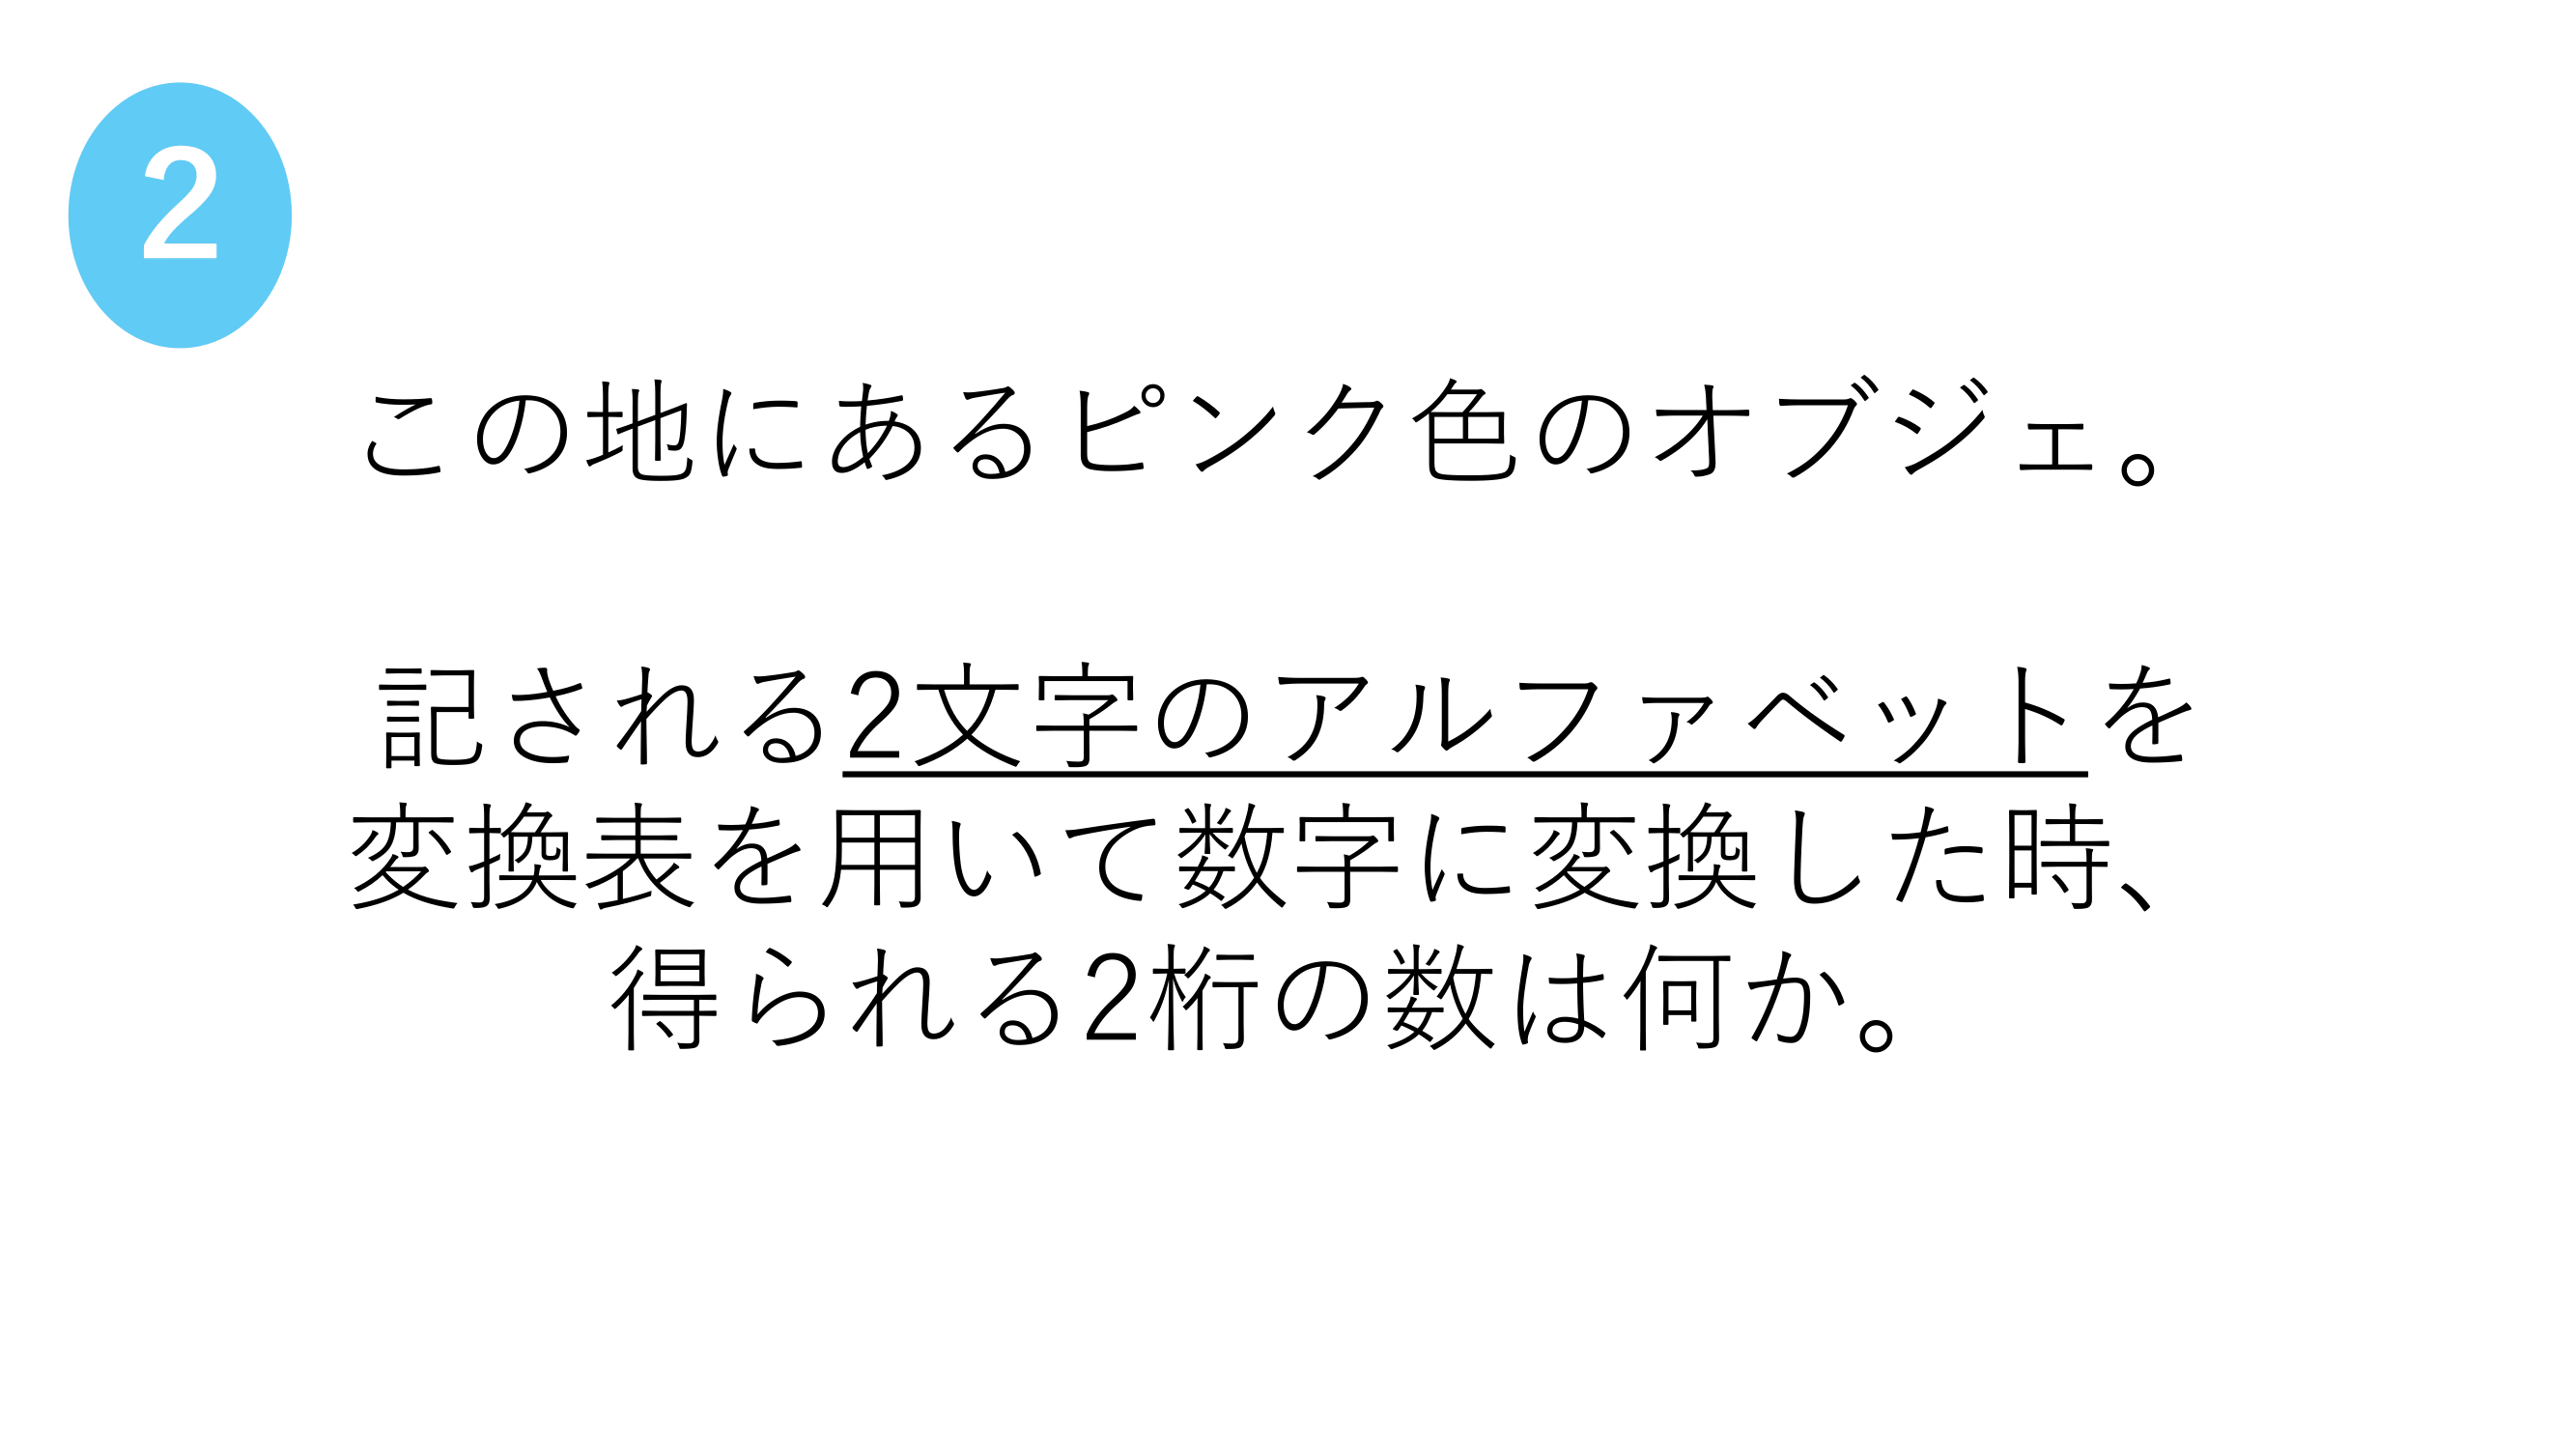 2
この地にあるピンク色のオブジェ。
記される2文字のアルファベットを
変換表を用いて数字に変換した時、
得られる2桁の数は何か。